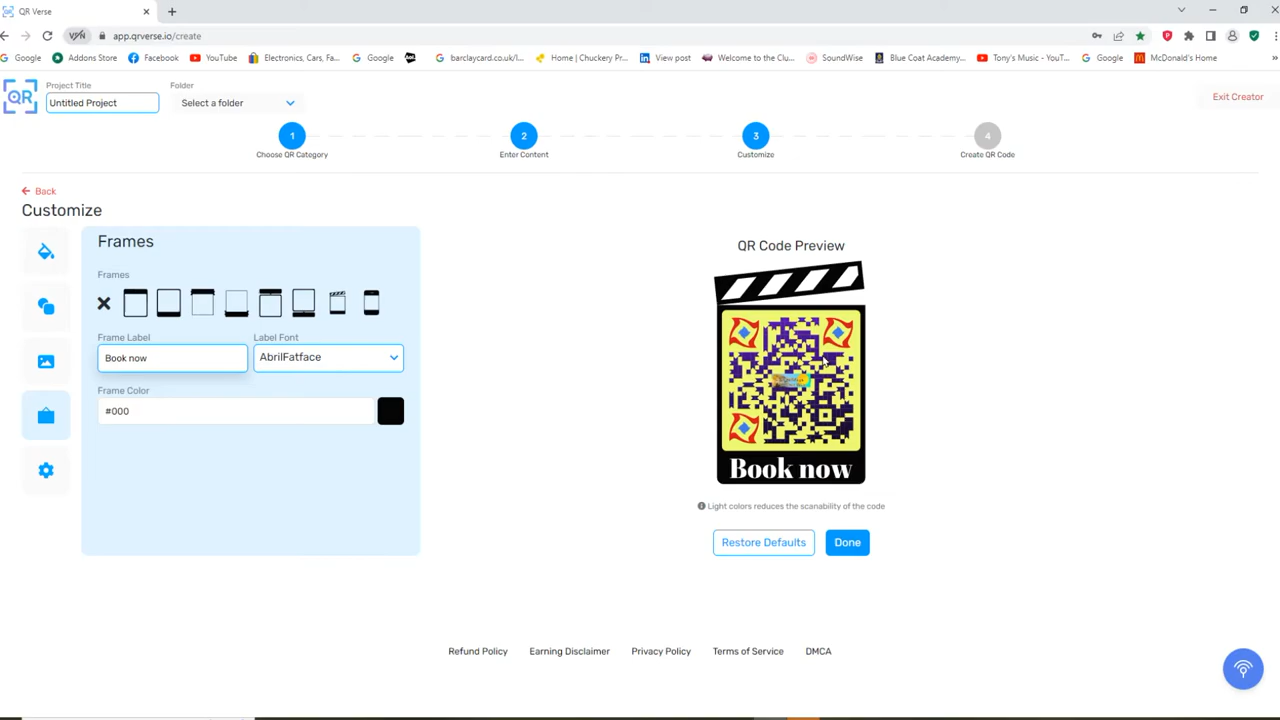 QR Verse
VPN
app.qrverse.io/create
Google
Addons Store
Facebook
YouTube
Electronics, Cars, Fa...
Google
AOL.
barclaycard.co.uk/l...
Home | Chuckery Pr...
View post
Welcome to the Clu...
SoundWise
Blue Coat Academy...
Tony's Music - YouT...
Google
McDonald's Home
»
QR
Project Title
Untitled Project
Folder
Select a folder
Exit Creator
1
2
3
4
Choose QR Category
Enter Content
Customize
Create QR Code
Back
Customize
Frames
QR Code Preview
Frames
Frame Label
Label Font
Book now
AbrilFatface
Frame Color
#000
Book now
Light colors reduces the scanability of the code
Restore Defaults
Done
Refund Policy
Earning Disclaimer
Privacy Policy
Terms of Service
DMCA